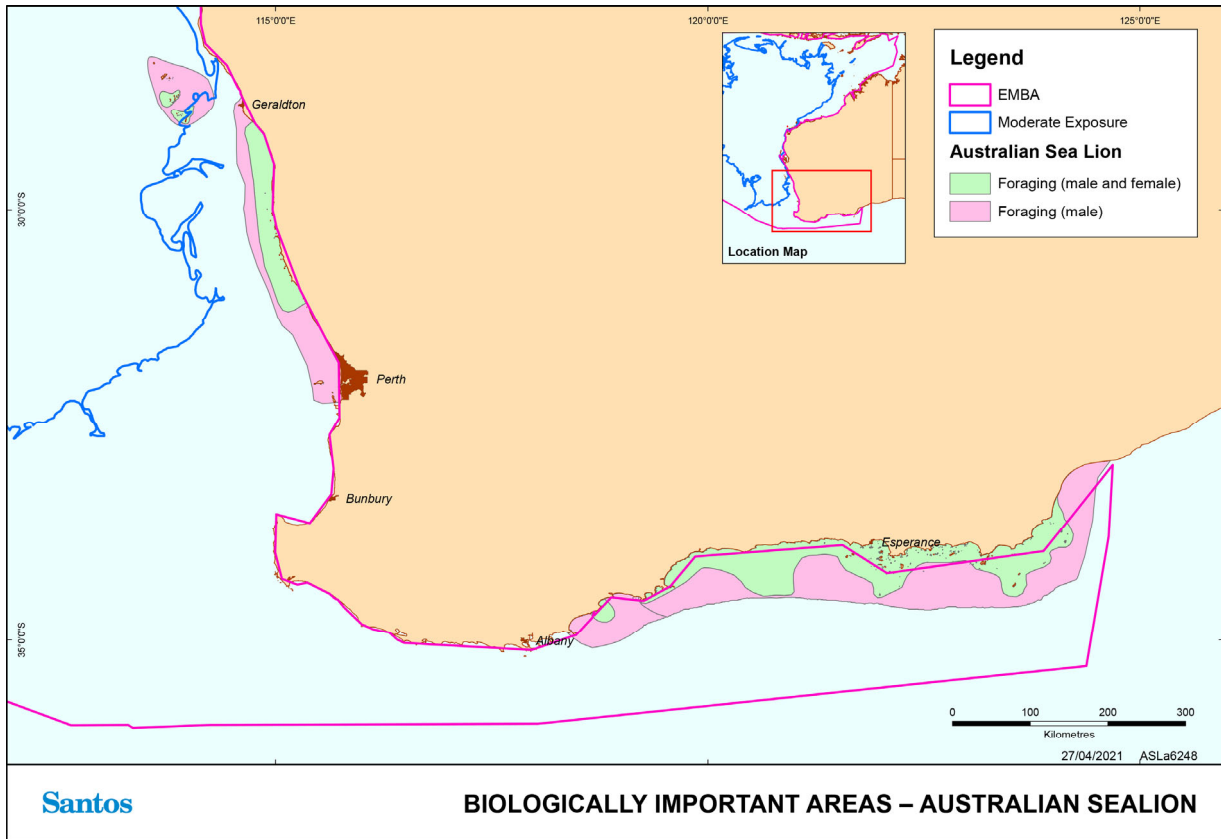 115°0'0"E
120°0'0"E
125°0'0"E
30°0'0"S
35°0'0"S
Geraldton
Perth
Bunbury
Albany
Esperance
Location Map
Legend
EMBA
Moderate Exposure
Australian Sea Lion
Foraging (male and female)
Foraging (male)
0 100 200 300
Kilometres
27/04/2021 ASLa6248
Santos
BIOLOGICALLY IMPORTANT AREAS – AUSTRALIAN SEALION